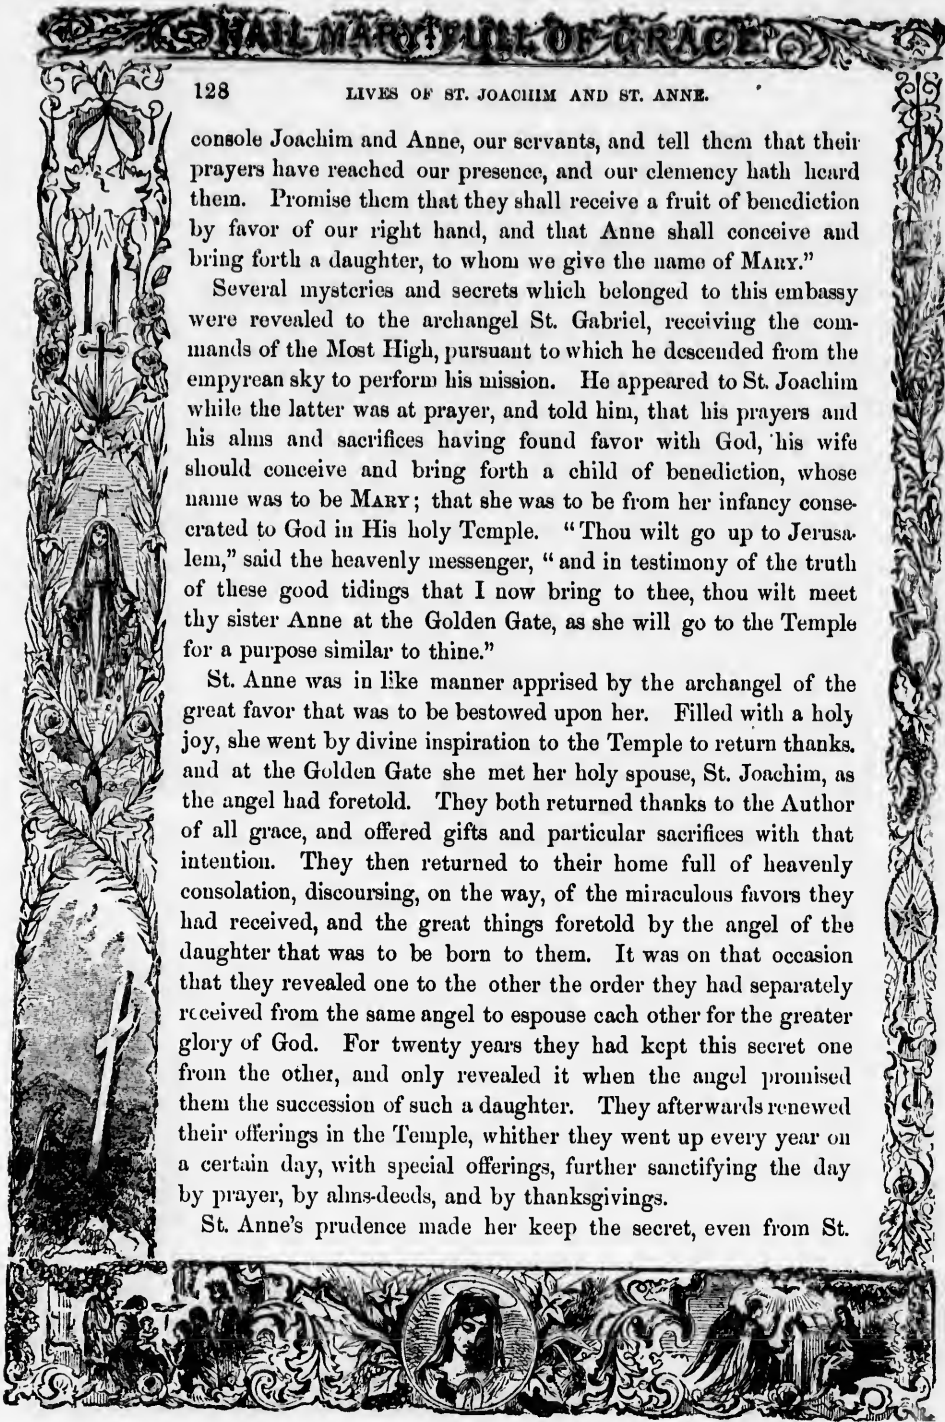 HAIL MARY FULL OF GRACE
128 LIVES OF ST. JOACHIM AND ST. ANNE.
console Joachim and Anne, our servants, and tell them that their
prayers have reached our presence, and our clemency hath heard
them. Promise them that they shall receive a fruit of benediction
by favor of our right hand, and that Anne shall conceive and
bring forth a daughter, to whom we give the name of MARY.”
Several mysteries and secrets which belonged to this embassy
were revealed to the archangel St. Gabriel, receiving the com-
mands of the Most High, pursuant to which he descended from the
empyrean sky to perform his mission. He appeared to St. Joachim
while the latter was at prayer, and told him, that his prayers and
his alms and sacrifices having found favor with God, his wife
should conceive and bring forth a child of benediction, whose
name was to be MARY; that she was to be from her infancy conse-
crated to God in His holy Temple. “Thou wilt go up to Jerusa-
lem,” said the heavenly messenger, “and in testimony of the truth
of these good tidings that I now bring to thee, thou wilt meet
thy sister Anne at the Golden Gate, as she will go to the Temple
for a purpose similar to thine.”
St. Anne was in like manner apprised by the archangel of the
great favor that was to be bestowed upon her. Filled with a holy
joy, she went by divine inspiration to the Temple to return thanks.
and at the Golden Gate she met her holy spouse, St. Joachim, as
the angel had foretold. They both returned thanks to the Author
of all grace, and offered gifts and particular sacrifices with that
intention. They then returned to their home full of heavenly
consolation, discoursing, on the way, of the miraculous favors they
had received, and the great things foretold by the angel of the
daughter that was to be born to them. It was on that occasion
that they revealed one to the other the order they had separately
received from the same angel to espouse each other for the greater
glory of God. For twenty years they had kept this secret one
from the other, and only revealed it when the angel promised
them the succession of such a daughter. They afterwards renewed
their offerings in the Temple, whither they went up every year on
a certain day, with special offerings, further sanctifying the day
by prayer, by alms-deeds, and by thanksgivings.
St. Anne’s prudence made her keep the secret, even from St.